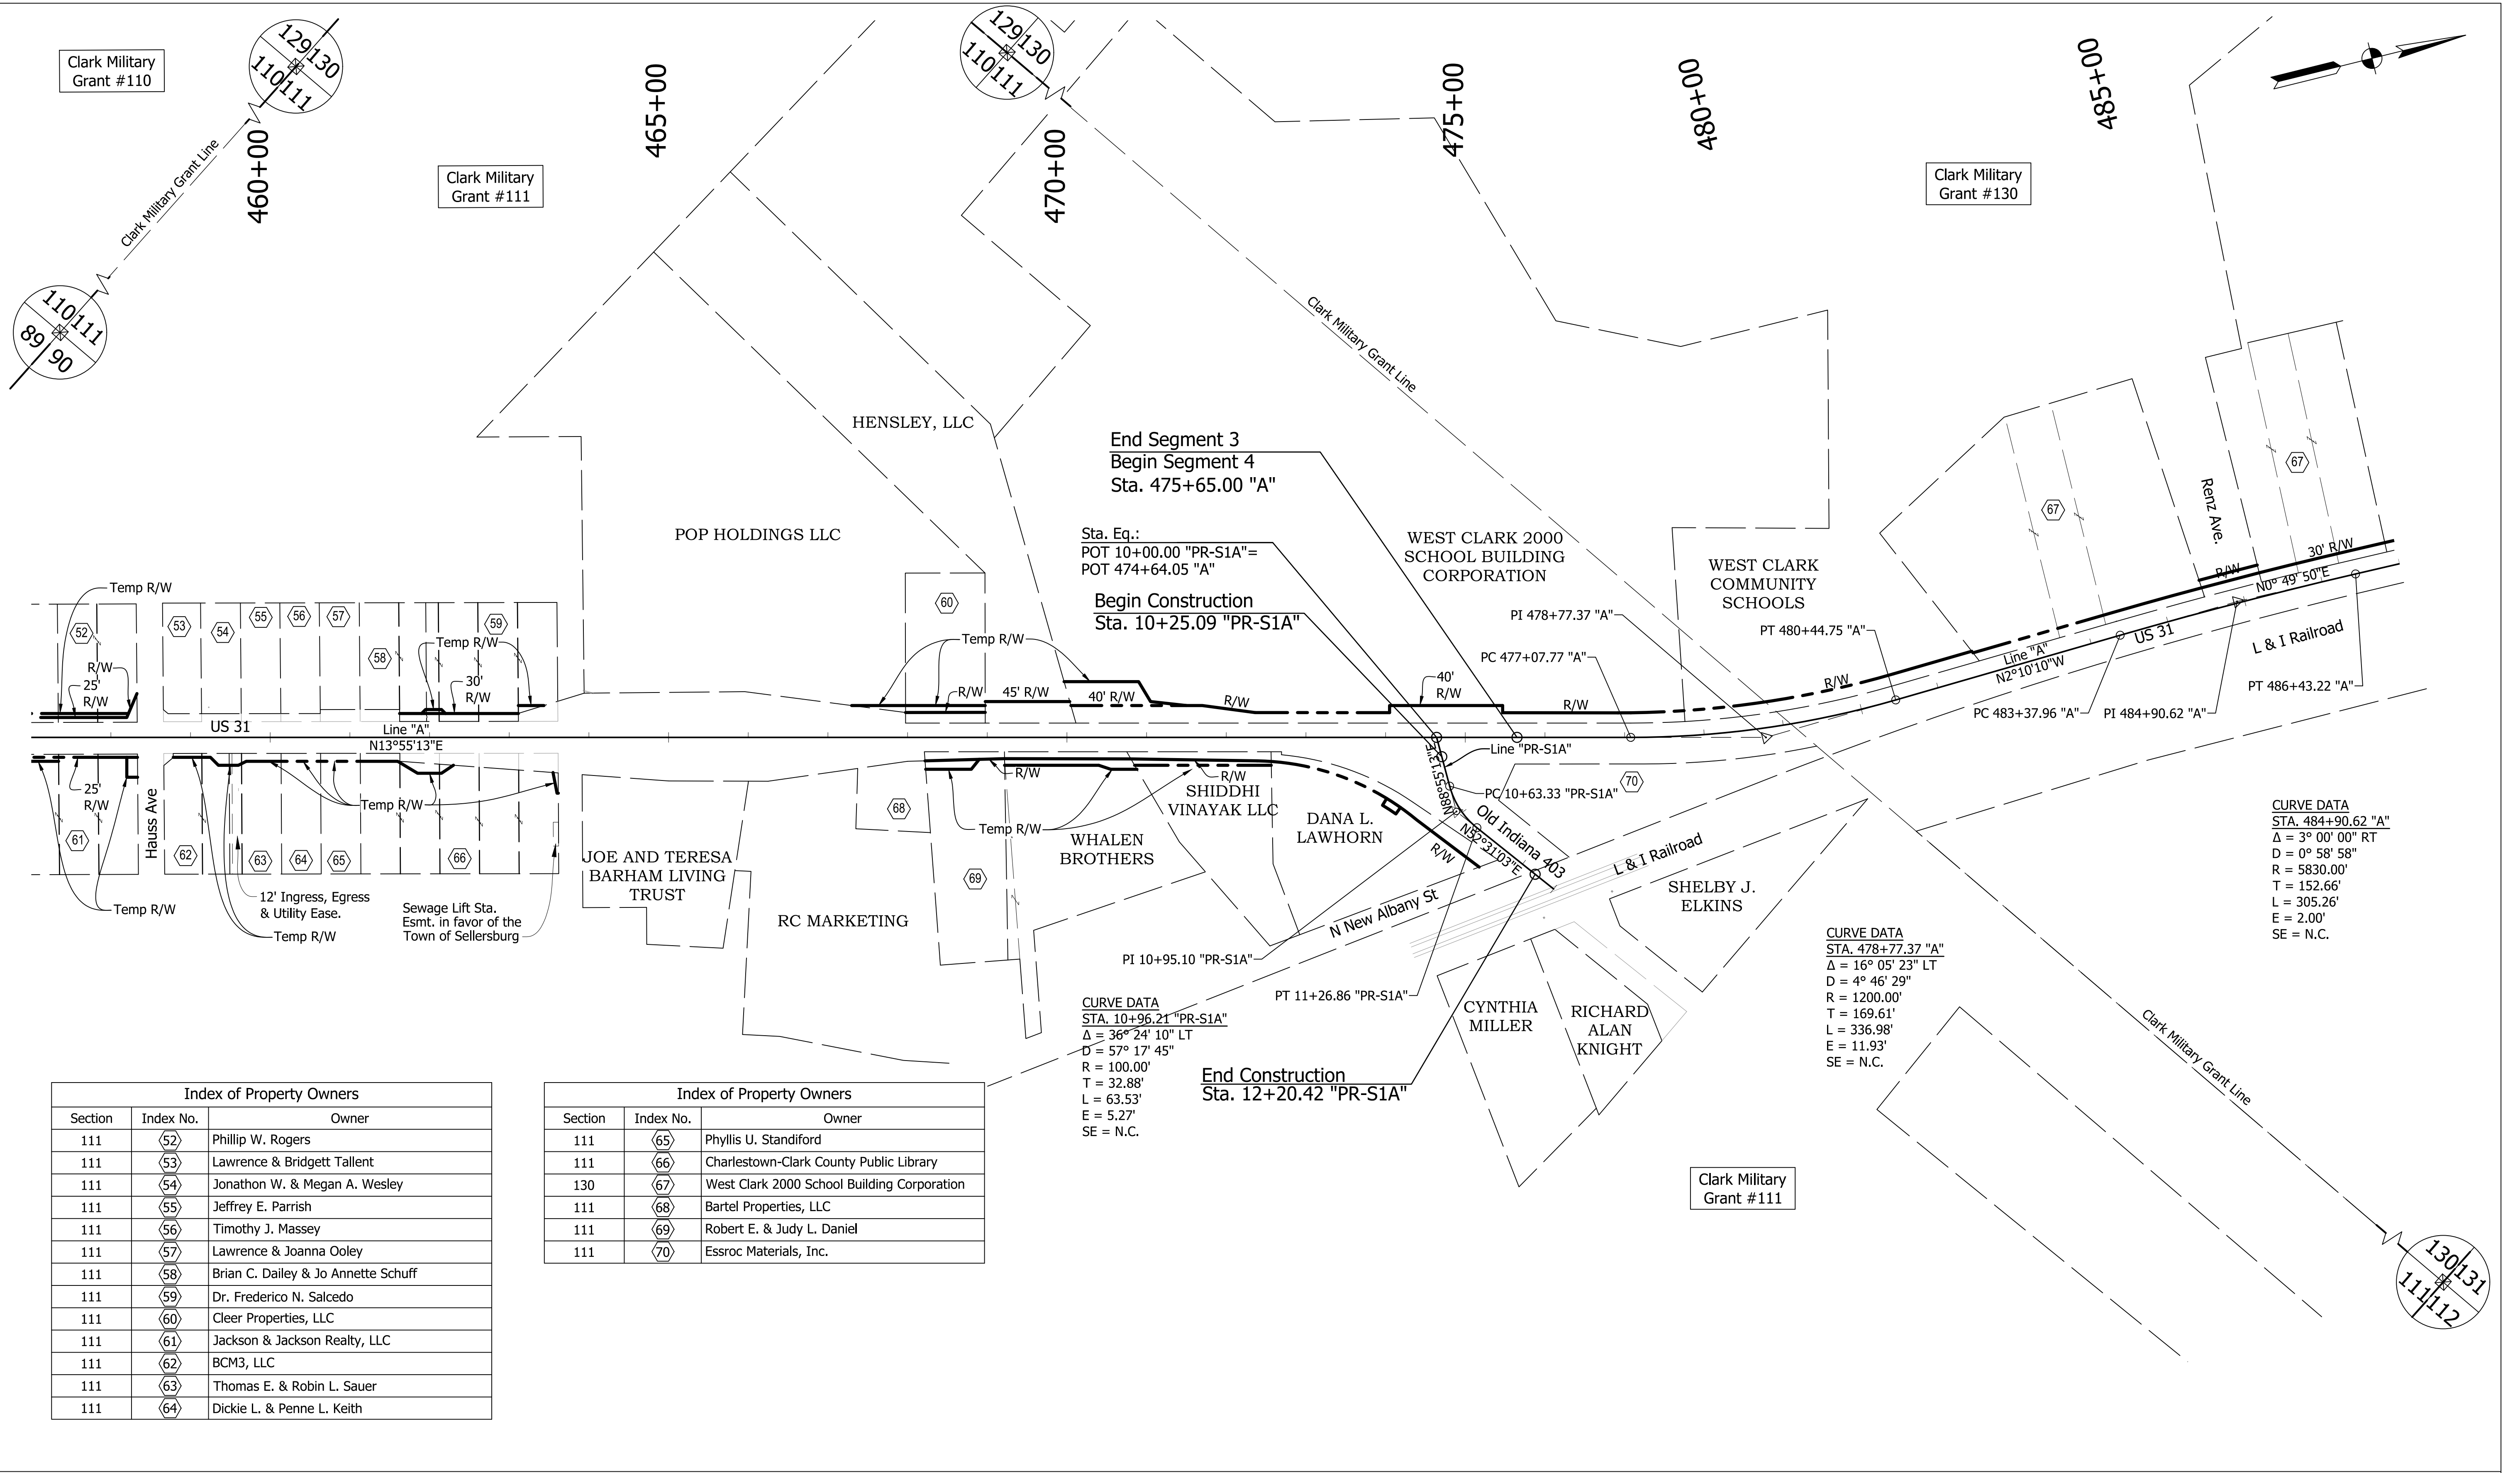 Clark Military
Grant #110
129 130
110 111
129 130
110 111
460+00
465+00
470+00
475+00
480+00
485+00
Clark Military Grant Line
Clark Military
Grant #111
Clark Military
Grant #130
110 111
89 90
Clark Military Grant Line
HENSLEY, LLC
POP HOLDINGS LLC
End Segment 3
Begin Segment 4
Sta. 475+65.00 "A"
Sta. Eq.:
POT 10+00.00 "PR-S1A"=
POT 474+64.05 "A"
Begin Construction
Sta. 10+25.09 "PR-S1A"
WEST CLARK 2000
SCHOOL BUILDING
CORPORATION
WEST CLARK
COMMUNITY
SCHOOLS
PI 478+77.37 "A"
PC 477+07.77 "A"
PT 480+44.75 "A"
67
67
Renz Ave.
30' R/W
R/W
N0° 49' 50"E
US 31
L & I Railroad
Line "A"
N2°10'10"W
R/W
PT 486+43.22 "A"
PC 483+37.96 "A"
PI 484+90.62 "A"
Temp R/W
52
53
54
55
56
57
58
59
60
R/W
25'
R/W
Temp R/W
30'
R/W
Temp R/W
R/W
45' R/W
40' R/W
R/W
40'
R/W
R/W
US 31
Line "A"
N13°55'13"E
Line "PR-S1A"
N88°55'13"E
PC 10+63.33 "PR-S1A"
70
Old Indiana 403
N52°31'03"E
R/W
25'
R/W
Hauss Ave
Temp R/W
61
62
63
64
65
66
68
69
R/W
R/W
Temp R/W
SHIDDHI
VINAYAK LLC
WHALEN
BROTHERS
DANA L.
LAWHORN
JOE AND TERESA
BARHAM LIVING
TRUST
RC MARKETING
Temp R/W
Temp R/W
12' Ingress, Egress
& Utility Ease.
Sewage Lift Sta.
Esmt. in favor of the
Town of Sellersburg
N New Albany St
L & I Railroad
SHELBY J.
ELKINS
PI 10+95.10 "PR-S1A"
PT 11+26.86 "PR-S1A"
CYNTHIA
MILLER
RICHARD
ALAN
KNIGHT
End Construction
Sta. 12+20.42 "PR-S1A"
CURVE DATA
STA. 10+96.21 "PR-S1A"
Δ = 36° 24' 10" LT
D = 57° 17' 45"
R = 100.00'
T = 32.88'
L = 63.53'
E = 5.27'
SE = N.C.
CURVE DATA
STA. 478+77.37 "A"
Δ = 16° 05' 23" LT
D = 4° 46' 29"
R = 1200.00'
T = 169.61'
L = 336.98'
E = 11.93'
SE = N.C.
CURVE DATA
STA. 484+90.62 "A"
Δ = 3° 00' 00" RT
D = 0° 58' 58"
R = 5830.00'
T = 152.66'
L = 305.26'
E = 2.00'
SE = N.C.
Clark Military Grant Line
Clark Military
Grant #111
130 131
111 112
Index of Property Owners
Section Index No. Owner
111 52 Phillip W. Rogers
111 53 Lawrence & Bridgett Tallent
111 54 Jonathon W. & Megan A. Wesley
111 55 Jeffrey E. Parrish
111 56 Timothy J. Massey
111 57 Lawrence & Joanna Ooley
111 58 Brian C. Dailey & Jo Annette Schuff
111 59 Dr. Frederico N. Salcedo
111 60 Cleer Properties, LLC
111 61 Jackson & Jackson Realty, LLC
111 62 BCM3, LLC
111 63 Thomas E. & Robin L. Sauer
111 64 Dickie L. & Penne L. Keith
Index of Property Owners
Section Index No. Owner
111 65 Phyllis U. Standiford
111 66 Charlestown-Clark County Public Library
130 67 West Clark 2000 School Building Corporation
111 68 Bartel Properties, LLC
111 69 Robert E. & Judy L. Daniel
111 70 Essroc Materials, Inc.